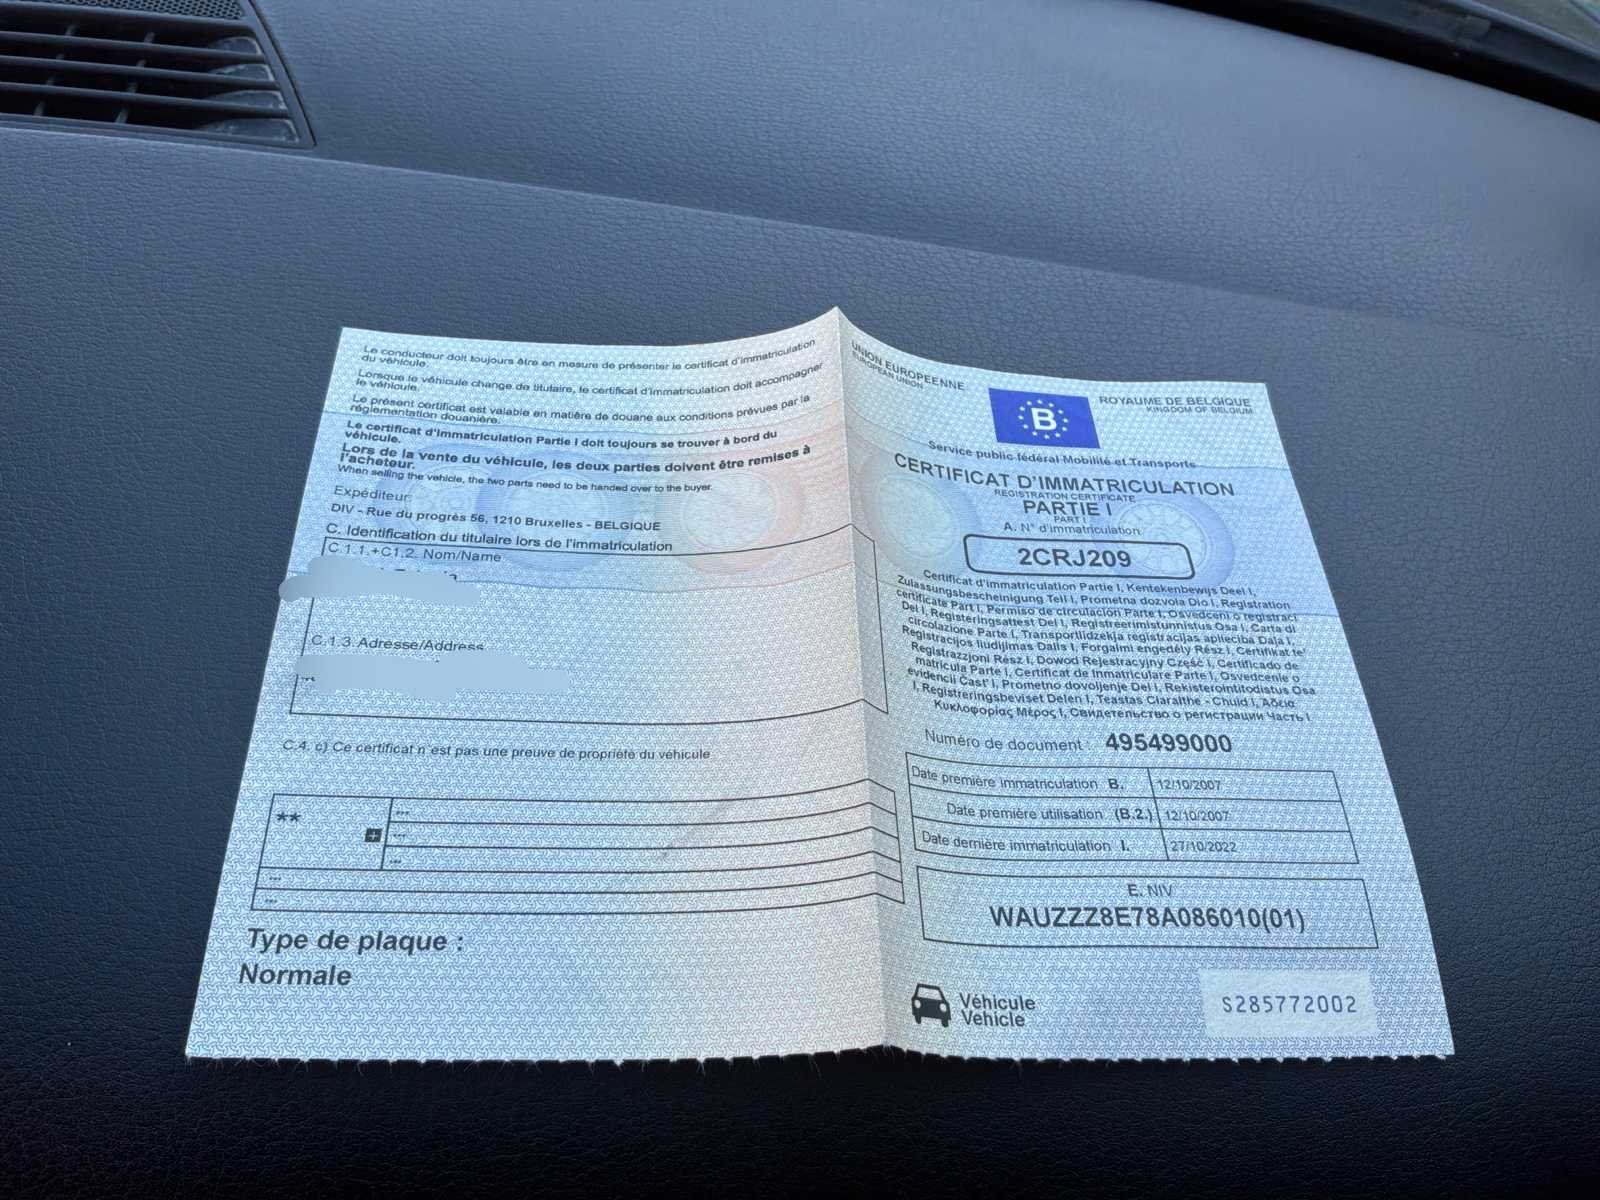 Le conducteur doit toujours être en mesure de présenter le certificat d'immatriculation
du véhicule.
Lorsque le véhicule change de titulaire, le certificat d'immatriculation doit accompagner
le véhicule.
Le présent certificat est valable en matière de douane aux conditions prévues par la
réglementation douanière.
Le certificat d'Immatriculation Partie I doit toujours se trouver à bord du
véhicule.
Lors de la vente du véhicule, les deux parties doivent être remises à
l'acheteur.
When selling the vehicle, the two parts need to be handed over to the buyer.
Expéditeur:
DIV - Rue du progrès 56, 1210 Bruxelles - BELGIQUE
C. Identification du titulaire lors de l'immatriculation
C.1.1.+C1.2. Nom/Name
C.1.3. Adresse/Address
C.4. c) Ce certificat n'est pas une preuve de propriété du véhicule
**
---
---
---
---
---
Type de plaque :
Normale
UNION EUROPEENNE
EUROPEAN UNION
B
ROYAUME DE BELGIQUE
KINGDOM OF BELGIUM
Service public fédéral Mobilité et Transports
CERTIFICAT D'IMMATRICULATION
REGISTRATION CERTIFICATE
PARTIE I
PART I
A. N° d'immatriculation
2CRJ209
Certificat d'immatriculation Partie I, Kentekenbewijs Deel I,
Zulassungsbescheinigung Teil I, Prometna dozvola Dio I, Registration
certificate Part I, Permiso de circulación Parte I, Osvedceni o registraci
Del I, Registreringsattest Del I, Registreerimistunnistus Osa I, Carta di
circolazione Parte I, Transportlidzekja registracijas aplieciba Daļa I,
Registracijos liudijimas Dalis I, Forgalmi engedély Rész I, Certifikat te'
Registrazzjoni Rész I, Dowod Rejestracyjny Część I, Certificado de
matricula Parte I, Certificat de Inmatriculare Partea I, Osvedcenie o
evidencii Cast' I, Prometno dovoljenje Del I, Rekisteröintitodistus Osa
I, Registreringsbeviset Delen I, Teastas Claraithe - Chuid I, Άδεια
Κυκλοφορίας Μέρος I, Свидетельство о регистрации Часть I
Numéro de document : 495499000
Date première immatriculation B. 12/10/2007
Date première utilisation (B.2.) 12/10/2007
Date dernière immatriculation I. 27/10/2022
E. NIV
WAUZZZ8E78A086010(01)
Véhicule
Vehicle
S285772002